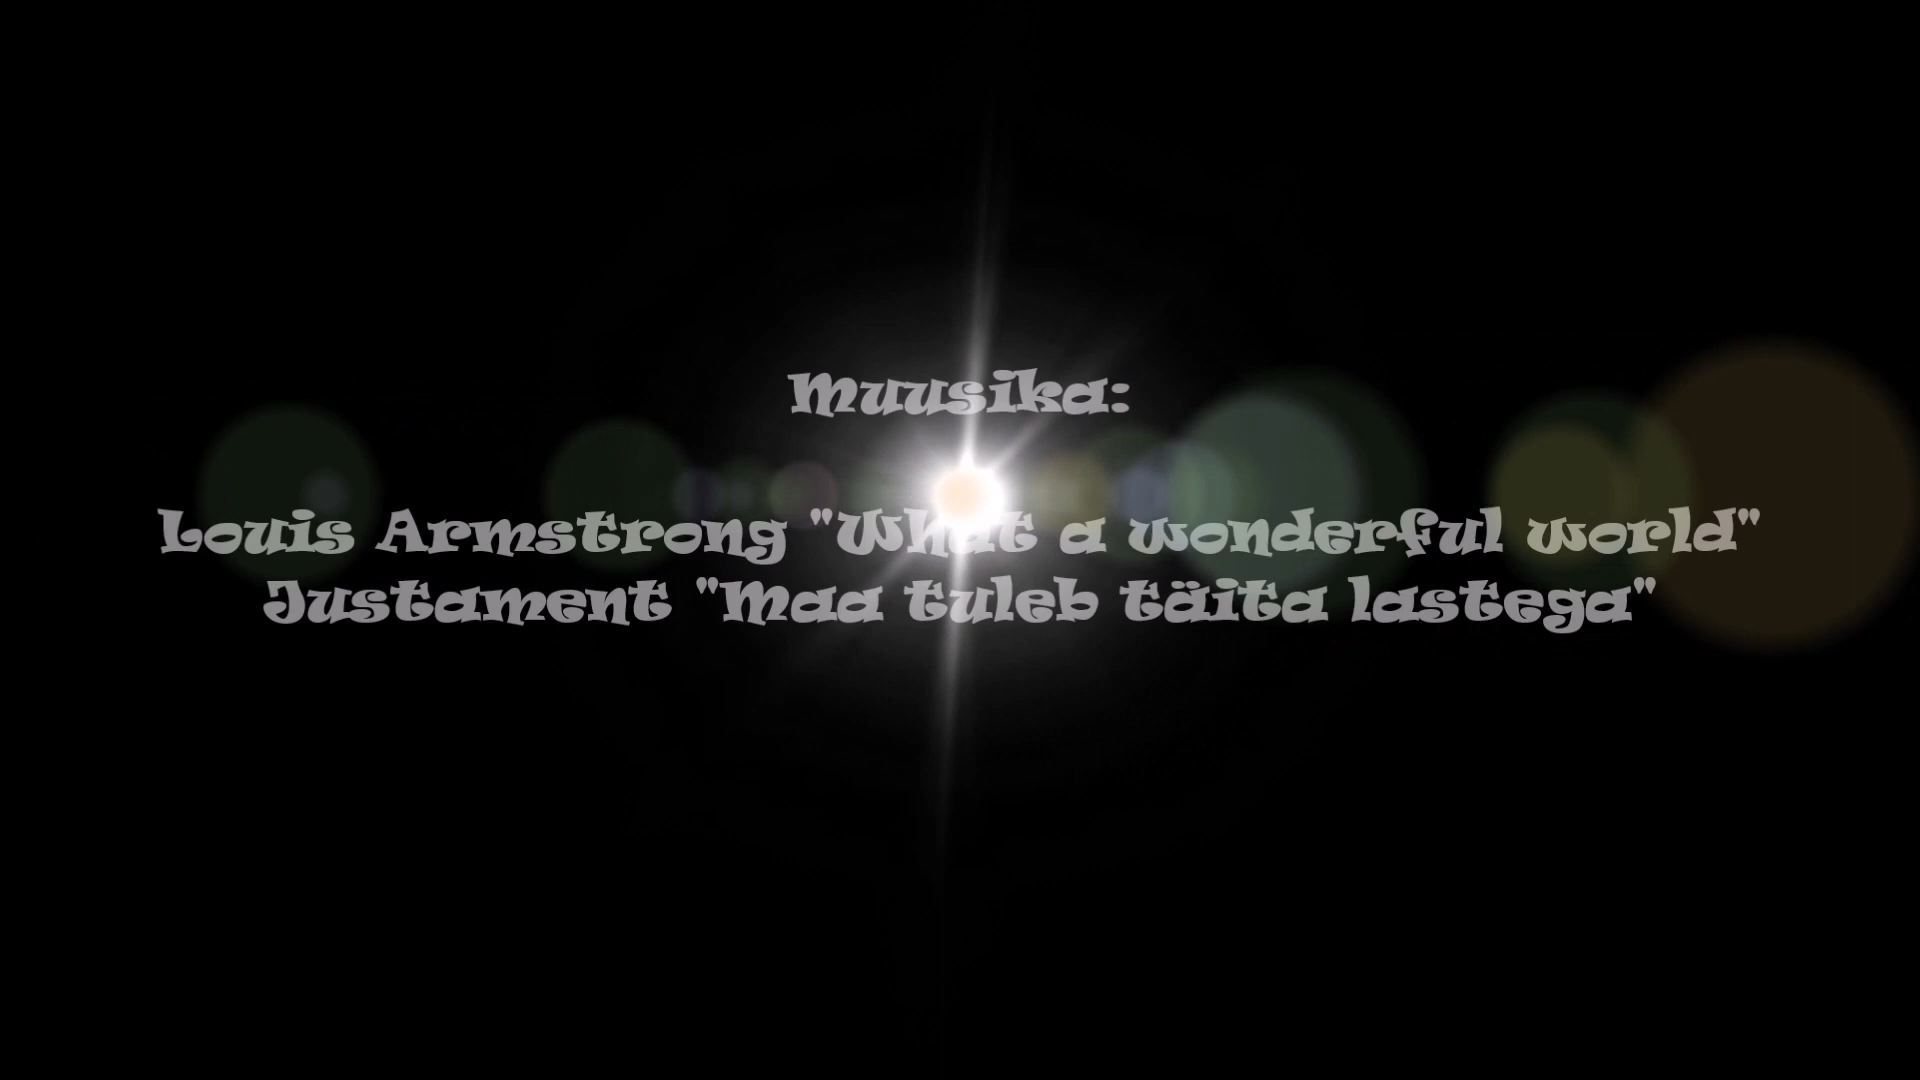 Muusika:
Louis Armstrong "What a wonderful world"
Justament "Maa tuleb täita lastega"